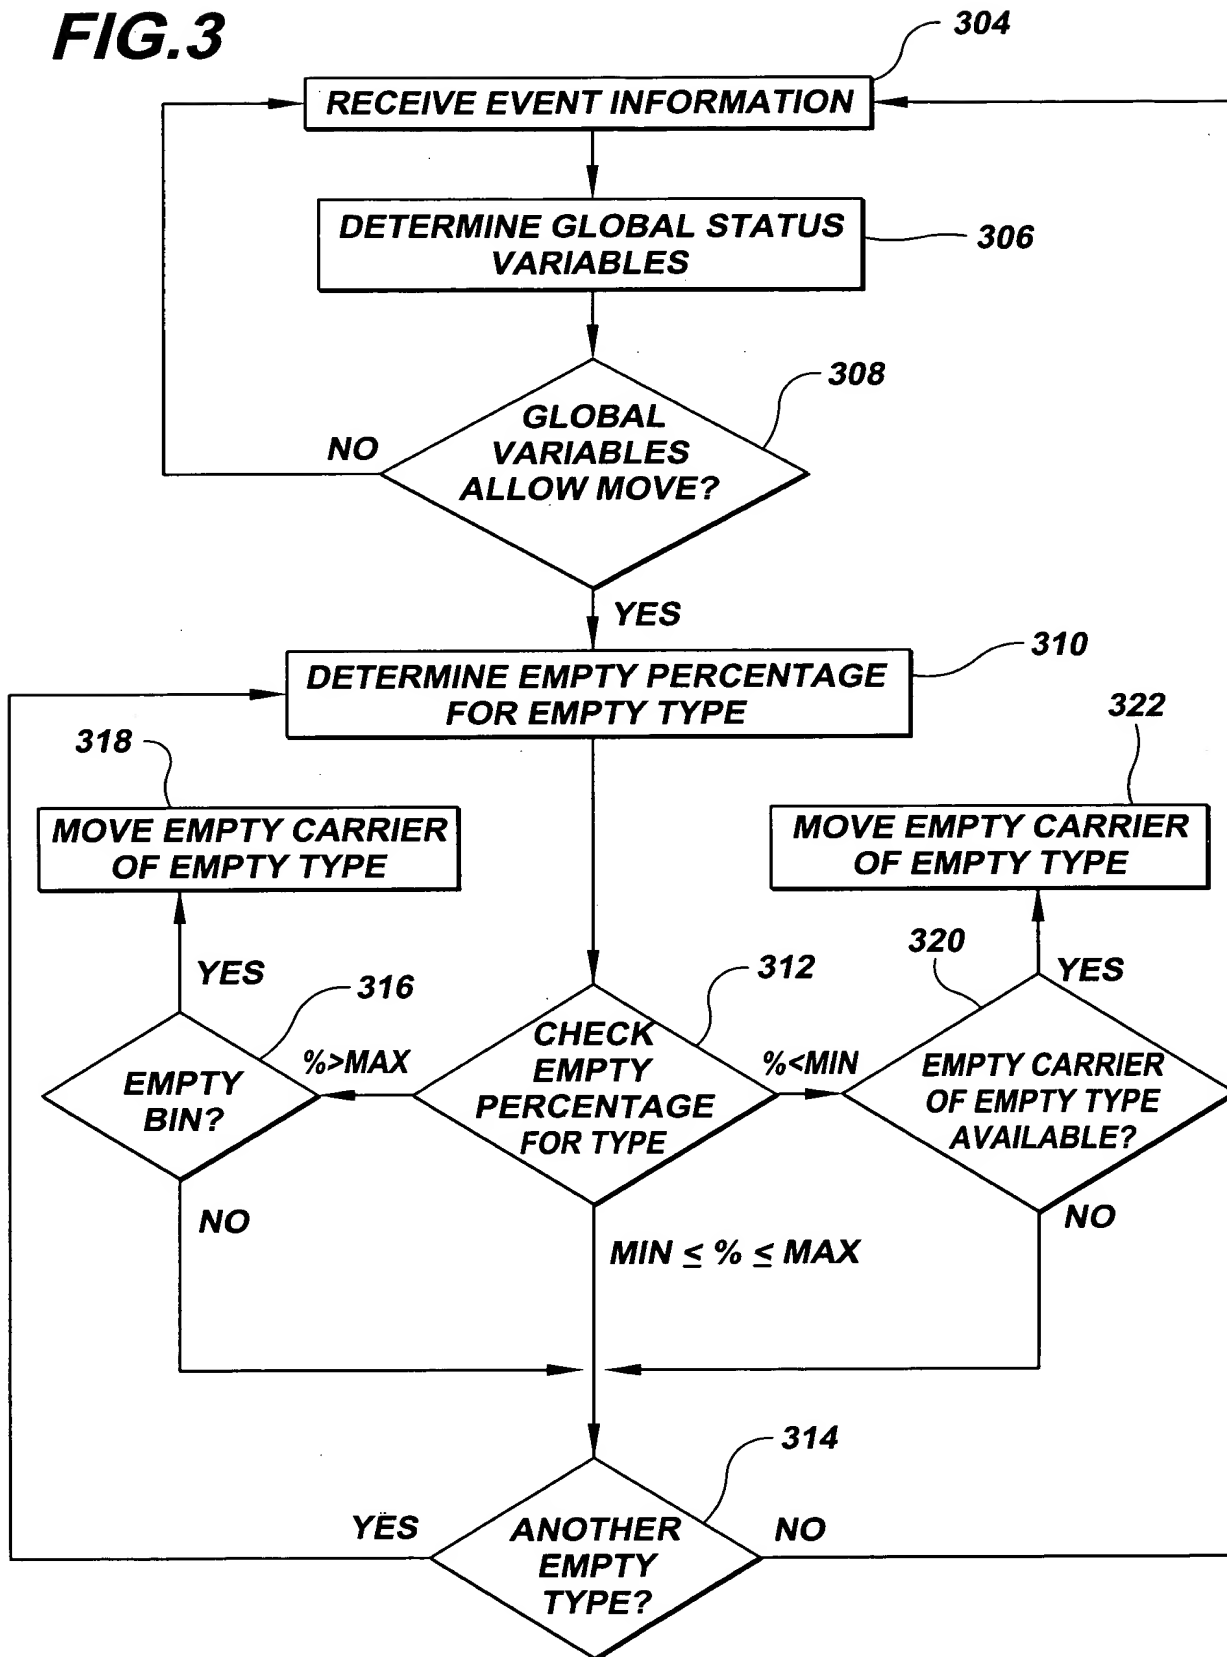 FIG.3
304
RECEIVE EVENT INFORMATION
DETERMINE GLOBAL STATUS
VARIABLES
306
308
GLOBAL
VARIABLES
ALLOW MOVE?
NO
YES
310
DETERMINE EMPTY PERCENTAGE
FOR EMPTY TYPE
318
322
MOVE EMPTY CARRIER
OF EMPTY TYPE
MOVE EMPTY CARRIER
OF EMPTY TYPE
YES
316
312
320
YES
EMPTY
BIN?
%>MAX
CHECK
EMPTY
PERCENTAGE
FOR TYPE
%<MIN
EMPTY CARRIER
OF EMPTY TYPE
AVAILABLE?
NO
NO
MIN ≤ % ≤ MAX
314
YES
ANOTHER
EMPTY
TYPE?
NO